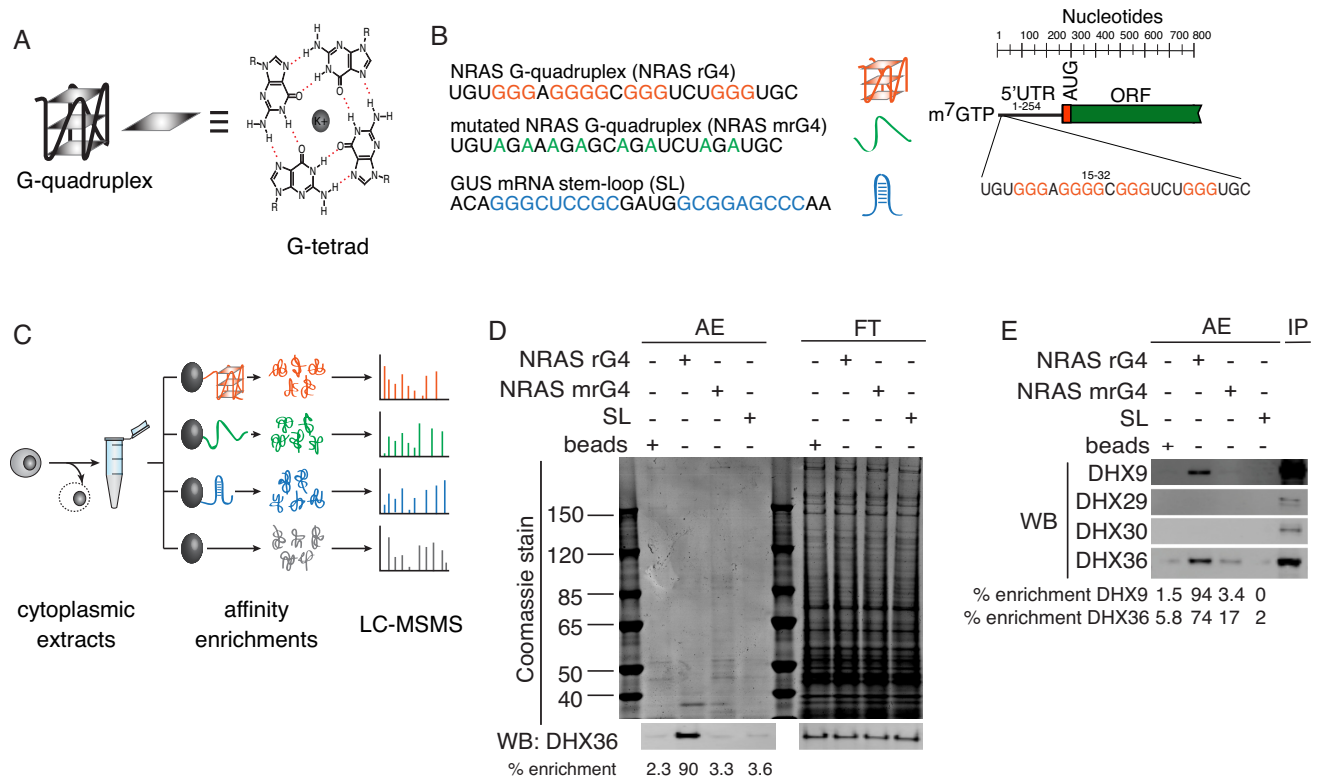 A
G-quadruplex
G-tetrad
R
N
N
N
N
N
H
H
H
O
K+
B
NRAS G-quadruplex (NRAS rG4)
UGUGGGAGGGGCGGGUCUGGGUGC
mutated NRAS G-quadruplex (NRAS mrG4)
UGUAGAAAGAGCAGAUCUAGAUGC
GUS mRNA stem-loop (SL)
ACAGGGCUCCGCGAUGGCGGAGCCCAA
Nucleotides
1 100 200 300 400 500 600 700 800
5'UTR
AUG
ORF
1-254
m7GTP
15-32
UGUGGGAGGGGCGGGUCUGGGUGC
C
cytoplasmic
extracts
affinity
enrichments
LC-MSMS
D
AE FT
NRAS rG4 - + - - - + - -
NRAS mrG4 - - + - - - + -
SL - - - + - - - +
beads + - - - + - - -
Coomassie stain
150
120
85
65
50
40
WB: DHX36
% enrichment 2.3 90 3.3 3.6
E
AE IP
NRAS rG4 - + - -
NRAS mrG4 - - + -
SL - - - +
beads + - - -
WB
DHX9
DHX29
DHX30
DHX36
% enrichment DHX9 1.5 94 3.4 0
% enrichment DHX36 5.8 74 17 2